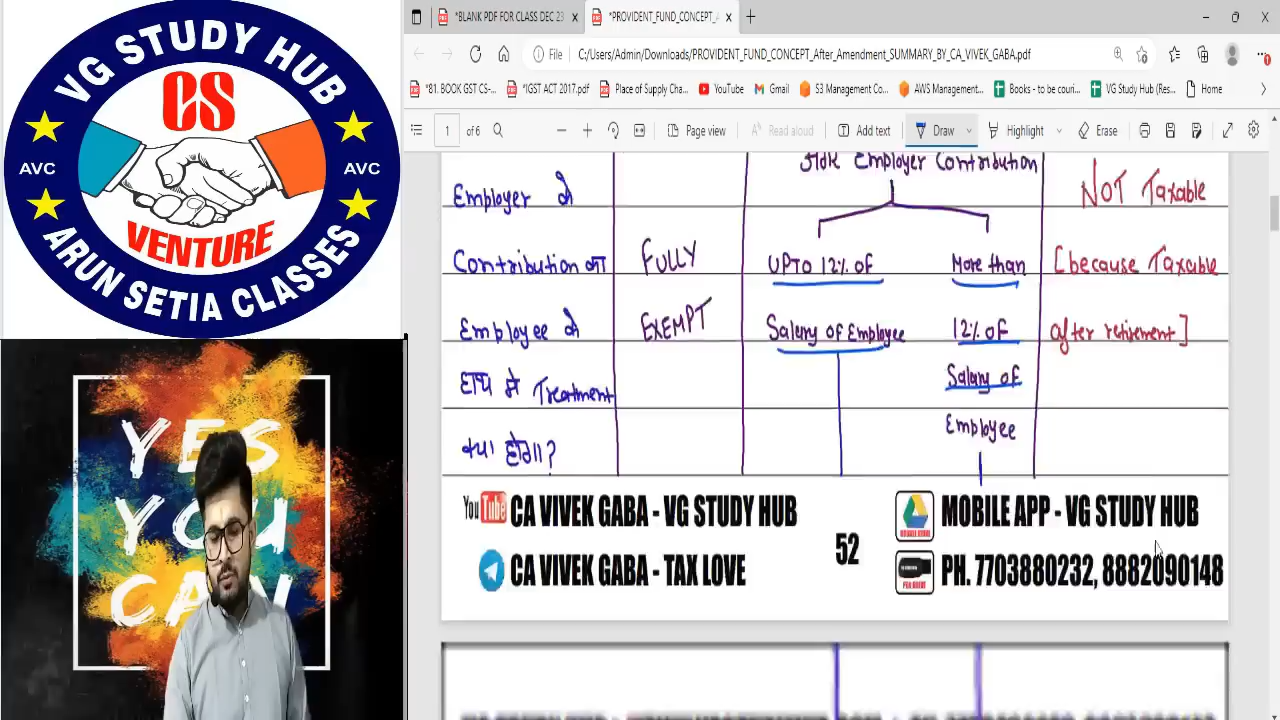 VG STUDY HUB
CS
AVC
AVC
VENTURE
ARUN SETIA CLASSES
YES
YOU
*BLANK PDF FOR CLASS DEC 23
*PROVIDENT_FUND_CONCEPT_A
File
C:/Users/Admin/Downloads/PROVIDENT_FUND_CONCEPT_After_Amendment_SUMMARY_BY_CA_VIVEK_GABA.pdf
*81. BOOK GST CS-...
*IGST ACT 2017.pdf
Place of Supply Cha...
YouTube
Gmail
S3 Management Co...
AWS Management...
Books - to be couri...
VG Study Hub (Res...
Home
1 of 6
Page view
Read aloud
Add text
Draw
Highlight
Erase
Employer Contribution
Employer के
NOT Taxable
Contribution का
FULLY
UPTO 12% of
More than
[because Taxable
Employee के
EXEMPT
Salary of Employee
12% of
after retirement]
हाथ मे Treatment
Salary of
क्या होगा?
Employee
YouTube CA VIVEK GABA - VG STUDY HUB
MOBILE APP - VG STUDY HUB
52
CA VIVEK GABA - TAX LOVE
PH. 7703880232, 8882090148